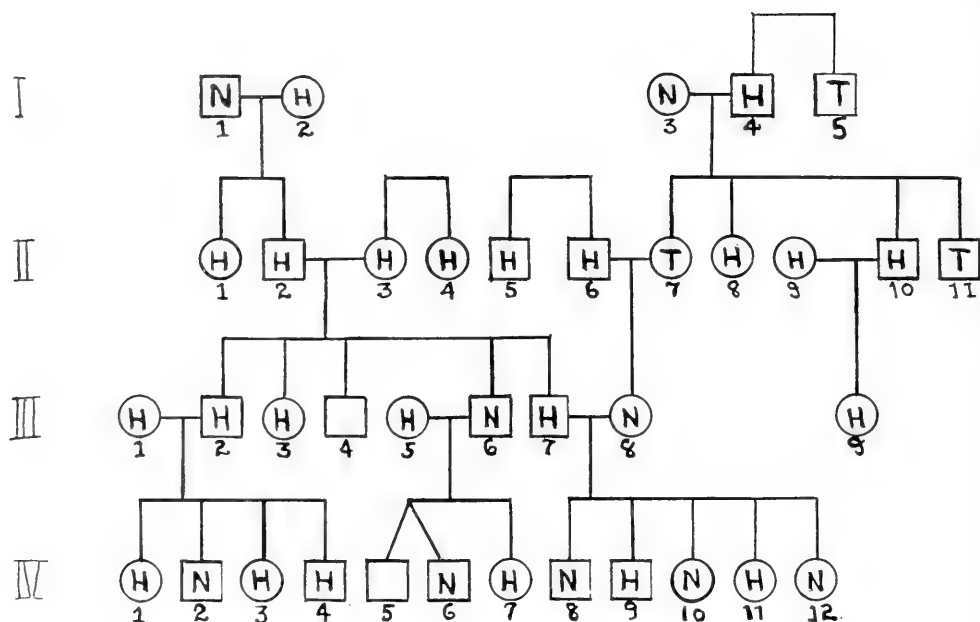 I N H N H T
1 2 3 4 5
II H H H H H H T H H H T
1 2 3 4 5 6 7 8 9 10 11
III H H H H N H N H
1 2 3 4 5 6 7 8 9
IV H N H H N H N H N H N
1 2 3 4 5 6 7 8 9 10 11 12.